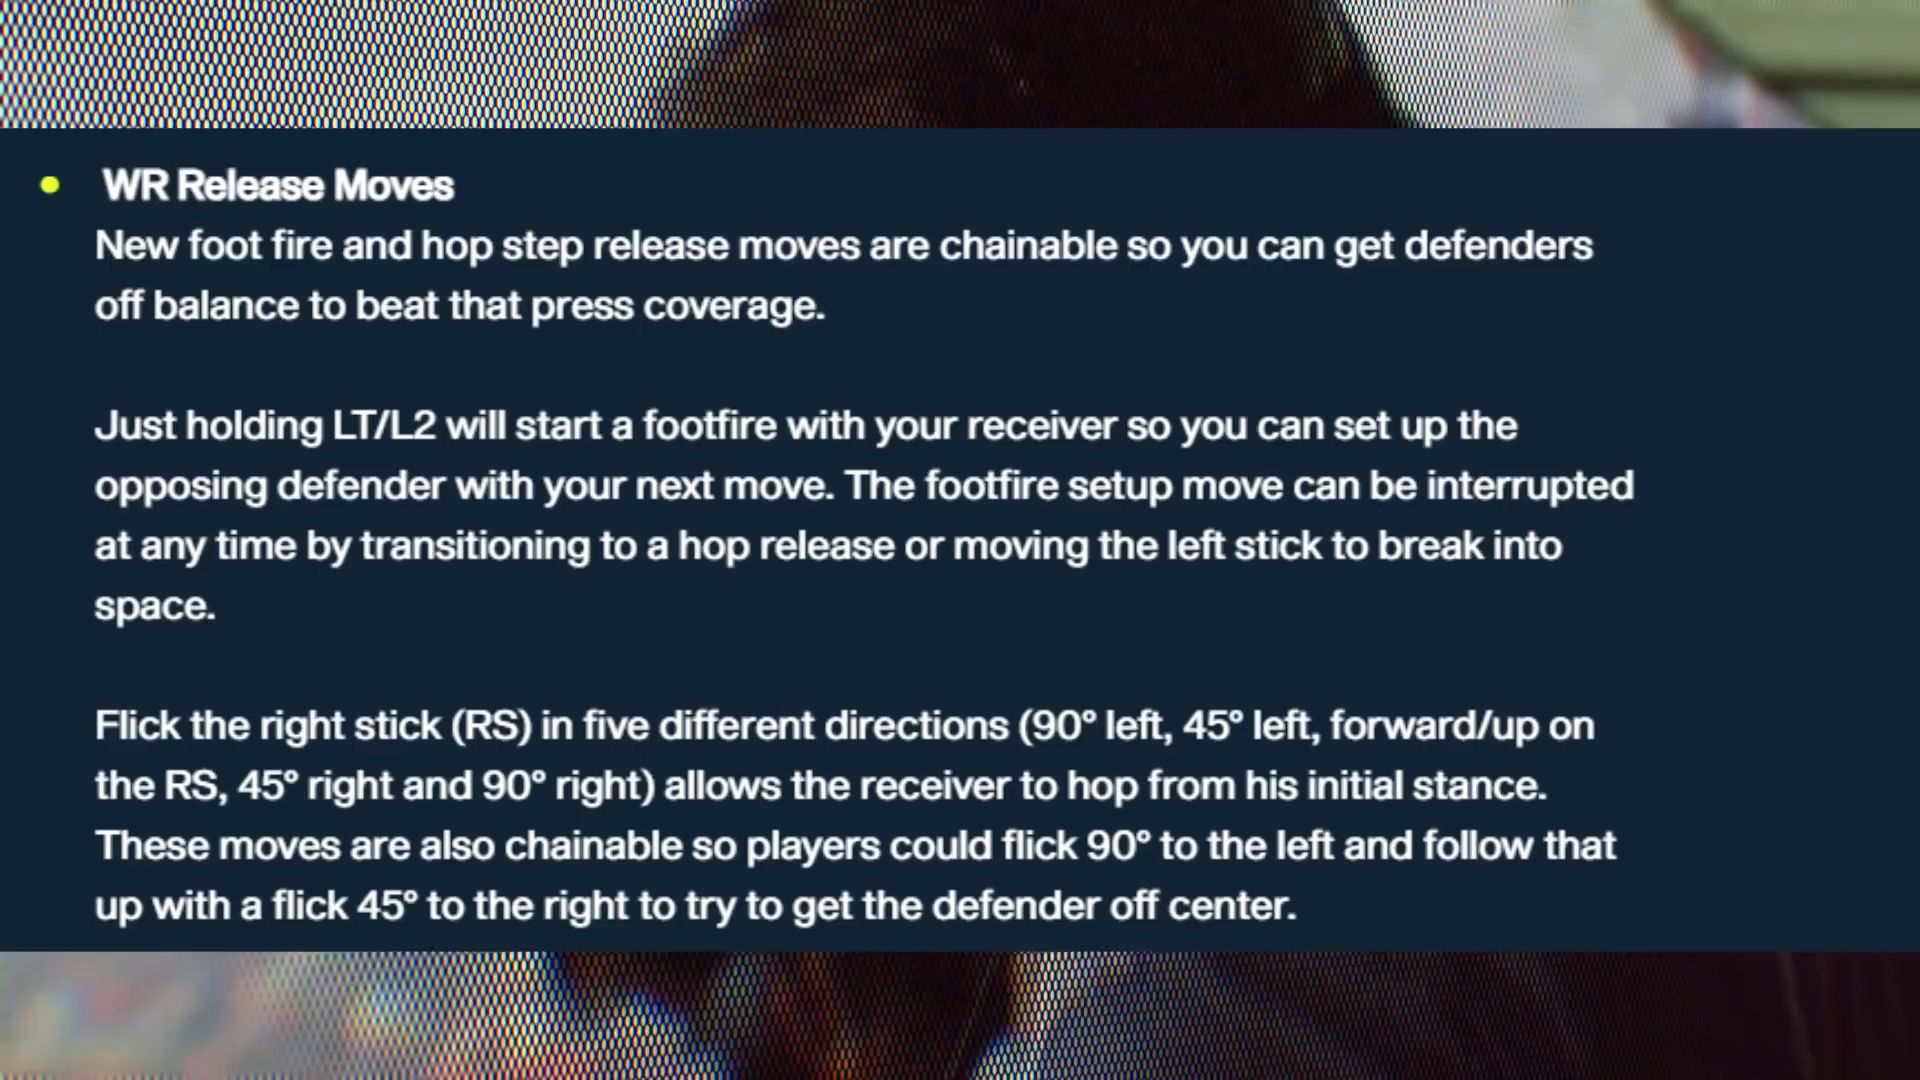 WR Release Moves
New foot fire and hop step release moves are chainable so you can get defenders
off balance to beat that press coverage.
Just holding LT/L2 will start a footfire with your receiver so you can set up the
opposing defender with your next move. The footfire setup move can be interrupted
at any time by transitioning to a hop release or moving the left stick to break into
space.
Flick the right stick (RS) in five different directions (90° left, 45° left, forward/up on
the RS, 45° right and 90° right) allows the receiver to hop from his initial stance.
These moves are also chainable so players could flick 90° to the left and follow that
up with a flick 45° to the right to try to get the defender off center.